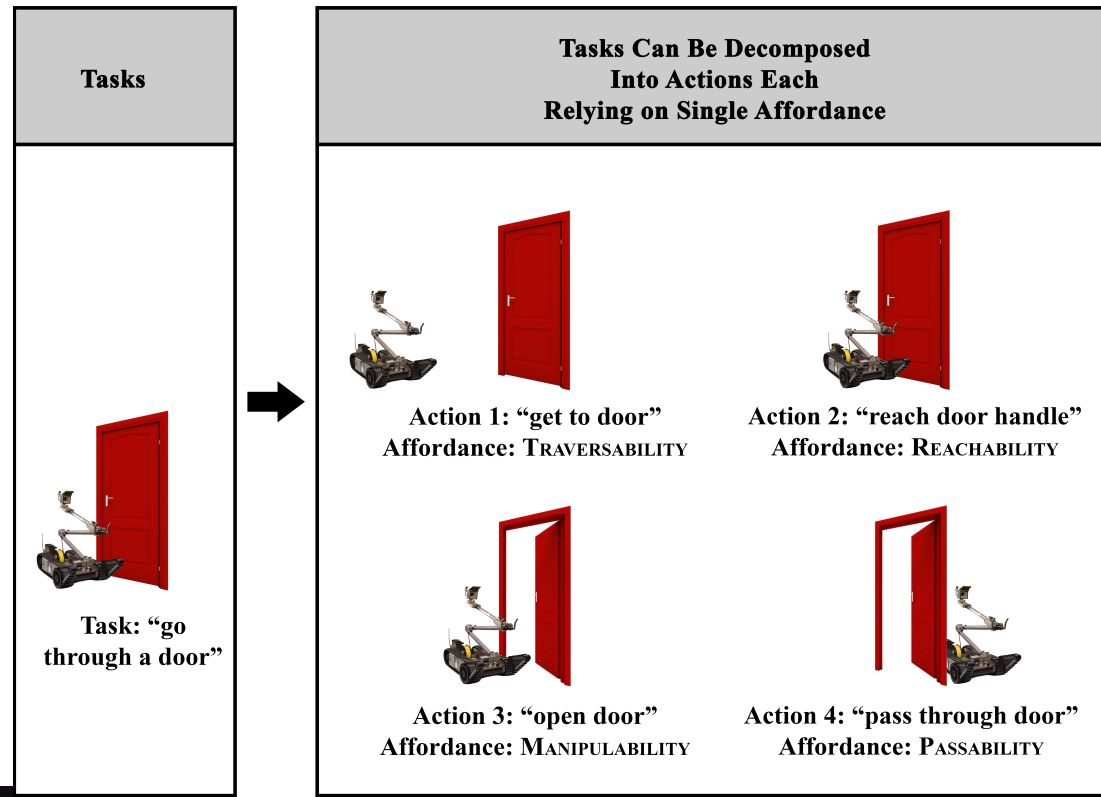 Tasks
Tasks Can Be Decomposed
Into Actions Each
Relying on Single Affordance
Task: “go
through a door”
Action 1: “get to door”
Affordance: TRAVERSABILITY
Action 2: “reach door handle”
Affordance: REACHABILITY
Action 3: “open door”
Affordance: MANIPULABILITY
Action 4: “pass through door”
Affordance: PASSABILITY